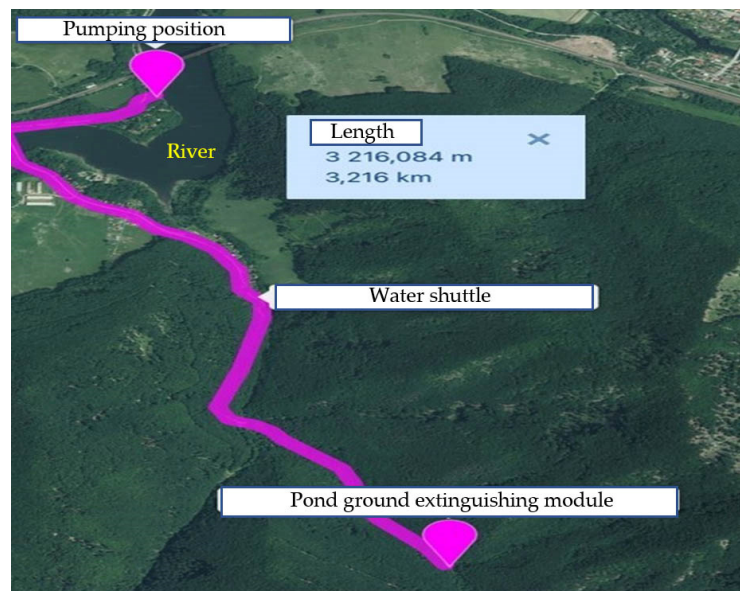 Pumping position
River
Length
3 216,084 m
3,216 km
Water shuttle
Pond ground extinguishing module